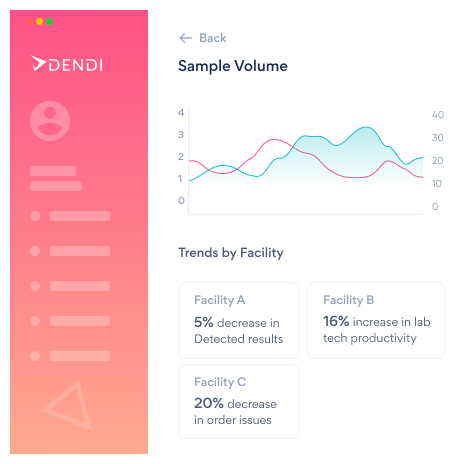 DENDI
Back
Sample Volume
4
3
2
1
0
40
30
20
10
0
Trends by Facility
Facility A
5% decrease in
Detected results
Facility B
16% increase in lab
tech productivity
Facility C
20% decrease
in order issues